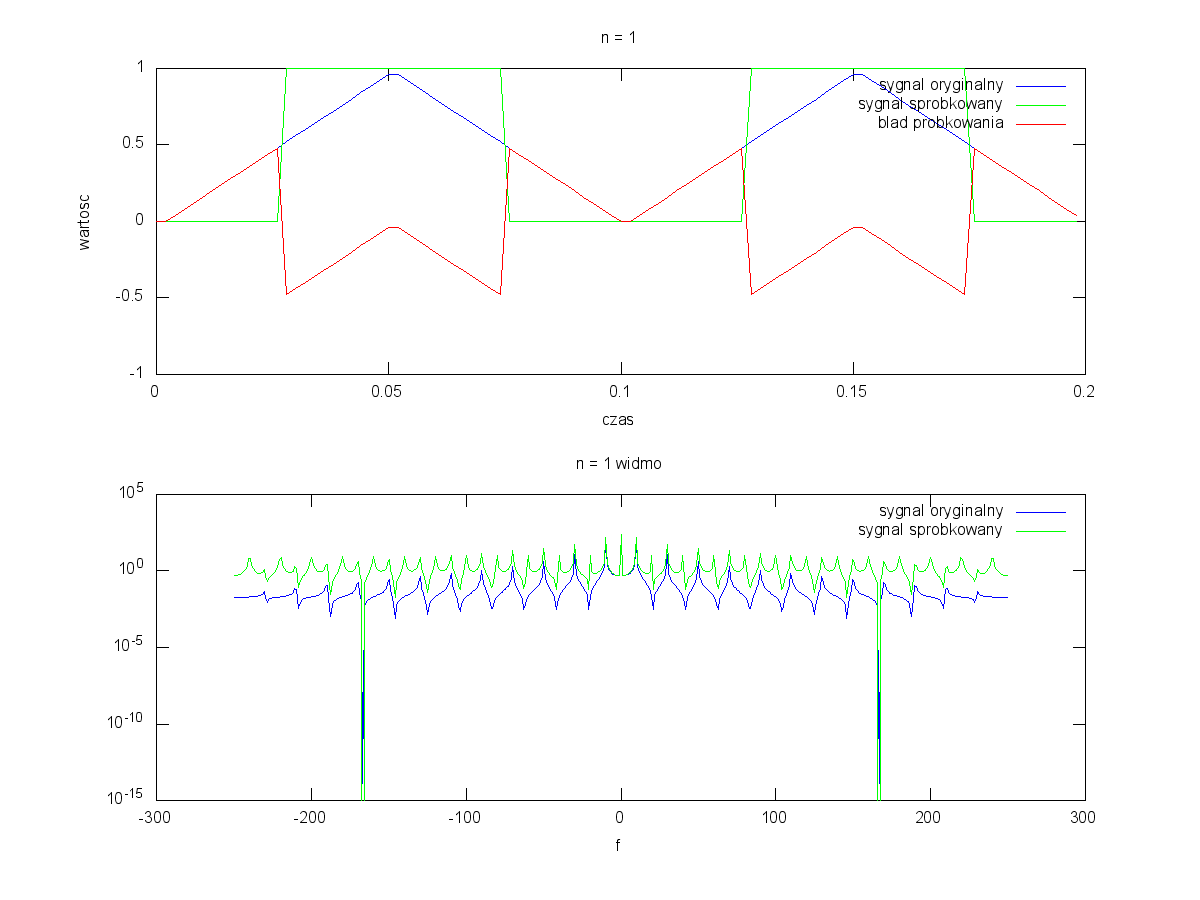 n = 1
sygnal oryginalny
sygnal sprobkowany
blad probkowania
1
0.5
0
-0.5
-1
wartosc
0 0.05 0.1 0.15 0.2
czas
n = 1 widmo
sygnal oryginalny
sygnal sprobkowany
10^5
10^0
10^-5
10^-10
10^-15
-300 -200 -100 0 100 200 300
f